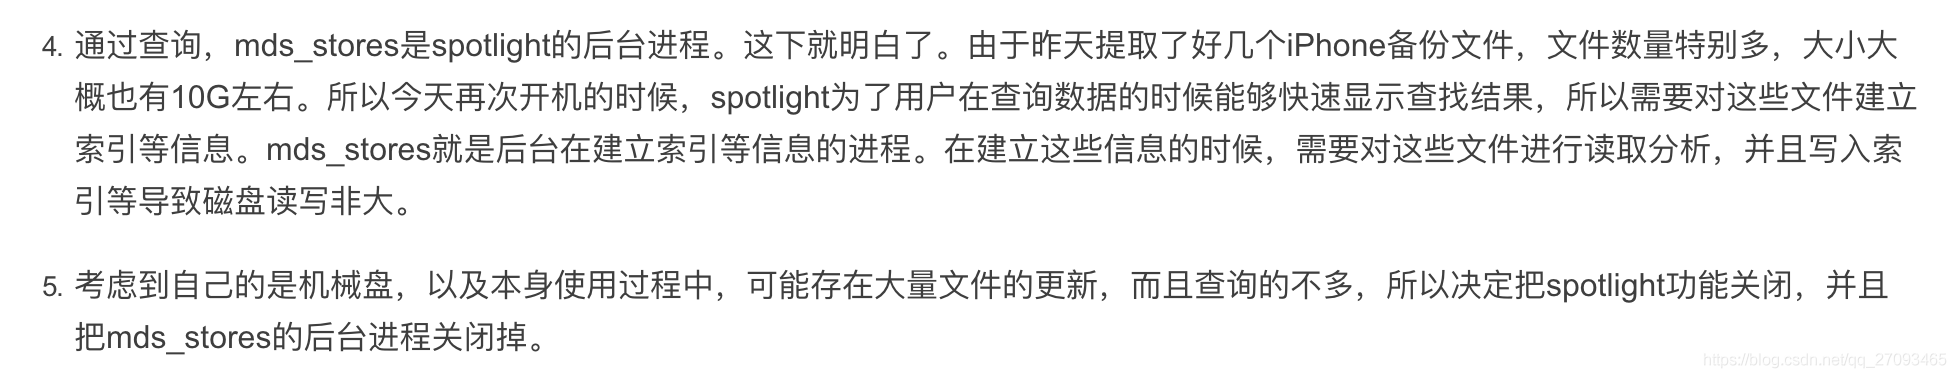 4. 通过查询，mds_stores是spotlight的后台进程。这下就明白了。由于昨天提取了好几个iPhone备份文件，文件数量特别多，大小大
概也有10G左右。所以今天再次开机的时候，spotlight为了用户在查询数据的时候能够快速显示查找结果，所以需要对这些文件建立
索引等信息。mds_stores就是后台在建立索引等信息的进程。在建立这些信息的时候，需要对这些文件进行读取分析，并且写入索
引等导致磁盘读写非大。
5. 考虑到自己的是机械盘，以及本身使用过程中，可能存在大量文件的更新，而且查询的不多，所以决定把spotlight功能关闭，并且
把mds_stores的后台进程关闭掉。
https://blog.csdn.net/qq_27093465